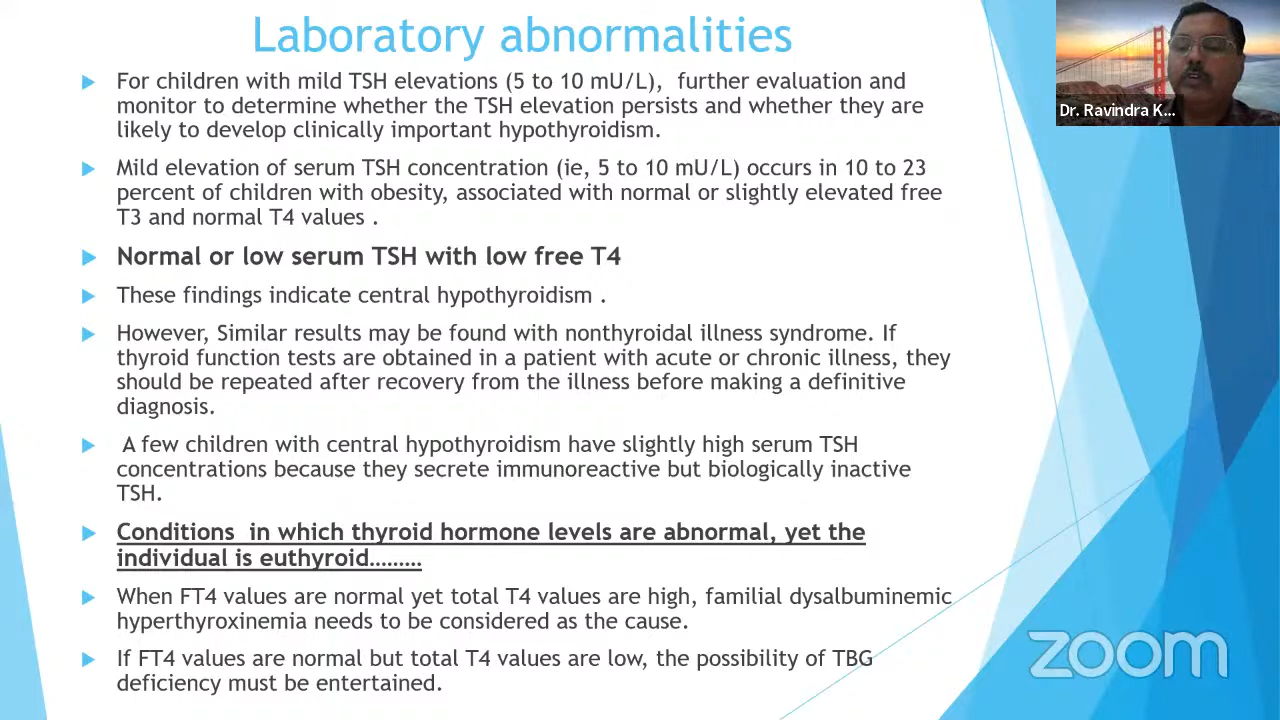 Laboratory abnormalities
For children with mild TSH elevations (5 to 10 mU/L), further evaluation and
monitor to determine whether the TSH elevation persists and whether they are
likely to develop clinically important hypothyroidism.
Mild elevation of serum TSH concentration (ie, 5 to 10 mU/L) occurs in 10 to 23
percent of children with obesity, associated with normal or slightly elevated free
T3 and normal T4 values .
Normal or low serum TSH with low free T4
These findings indicate central hypothyroidism .
However, Similar results may be found with nonthyroidal illness syndrome. If
thyroid function tests are obtained in a patient with acute or chronic illness, they
should be repeated after recovery from the illness before making a definitive
diagnosis.
A few children with central hypothyroidism have slightly high serum TSH
concentrations because they secrete immunoreactive but biologically inactive
TSH.
Conditions in which thyroid hormone levels are abnormal, yet the
individual is euthyroid.........
When FT4 values are normal yet total T4 values are high, familial dysalbuminemic
hyperthyroxinemia needs to be considered as the cause.
If FT4 values are normal but total T4 values are low, the possibility of TBG
deficiency must be entertained.
Dr. Ravindra K...
zoom